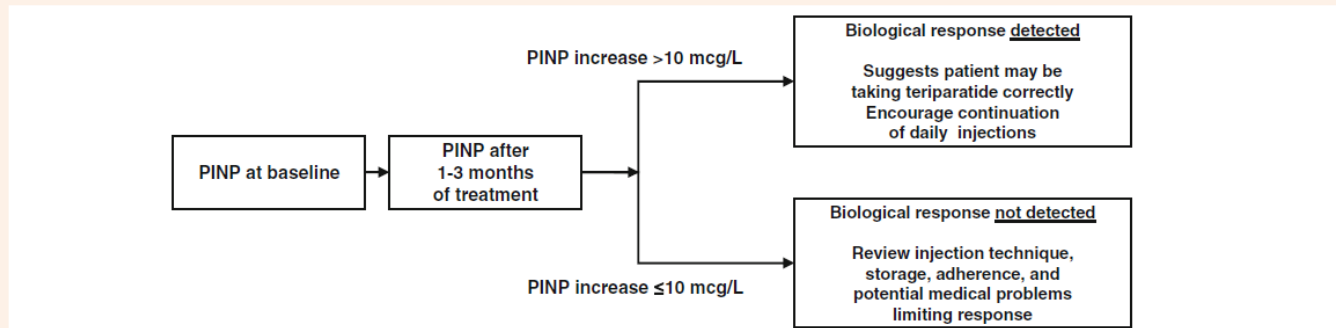 PINP at baseline
PINP after
1-3 months
of treatment
PINP increase >10 mcg/L
Biological response detected
Suggests patient may be
taking teriparatide correctly
Encourage continuation
of daily injections
PINP increase ≤10 mcg/L
Biological response not detected
Review injection technique,
storage, adherence, and
potential medical problems
limiting response